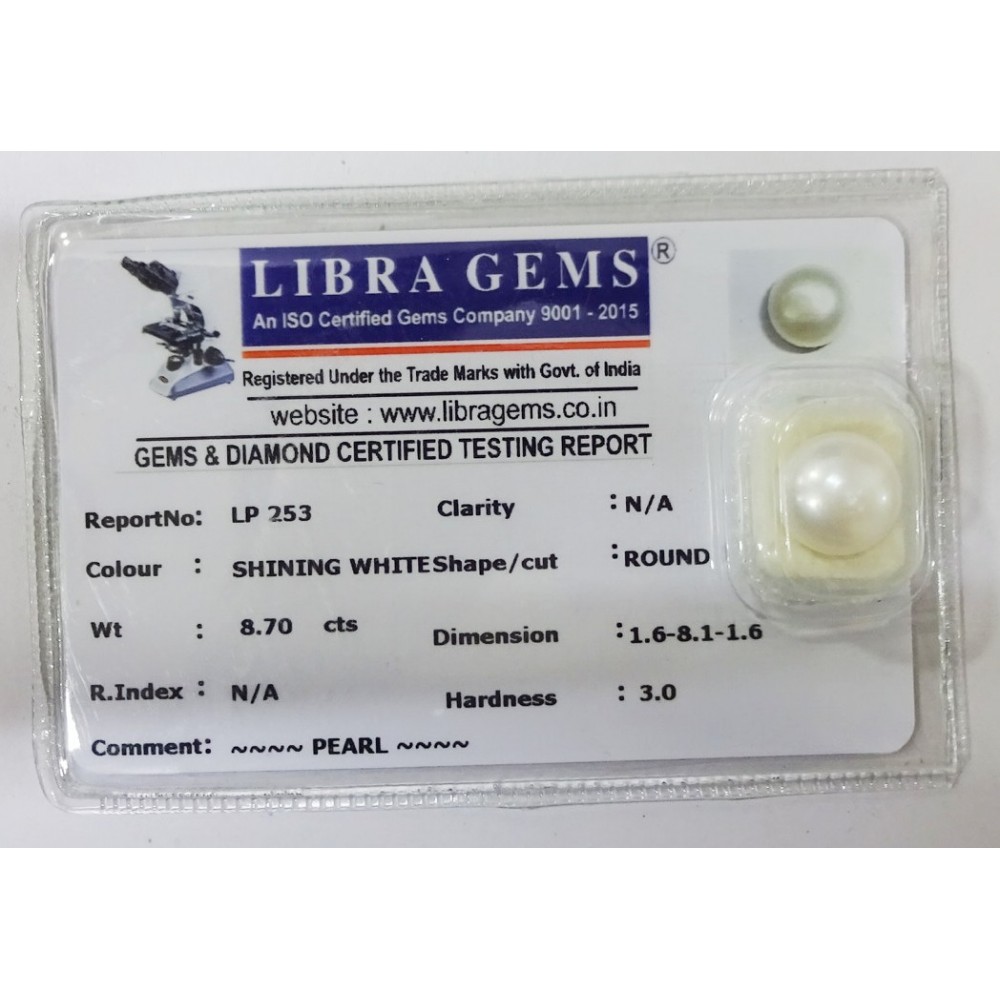 LIBRA GEMS ®
An ISO Certified Gems Company 9001 - 2015
Registered Under the Trade Marks with Govt. of India
website : www.libragems.co.in
GEMS & DIAMOND CERTIFIED TESTING REPORT
ReportNo: LP 253 Clarity : N/A
Colour : SHINING WHITE Shape/cut : ROUND
Wt : 8.70 cts Dimension : 1.6-8.1-1.6
R.Index : N/A Hardness : 3.0
Comment: ~~~~ PEARL ~~~~